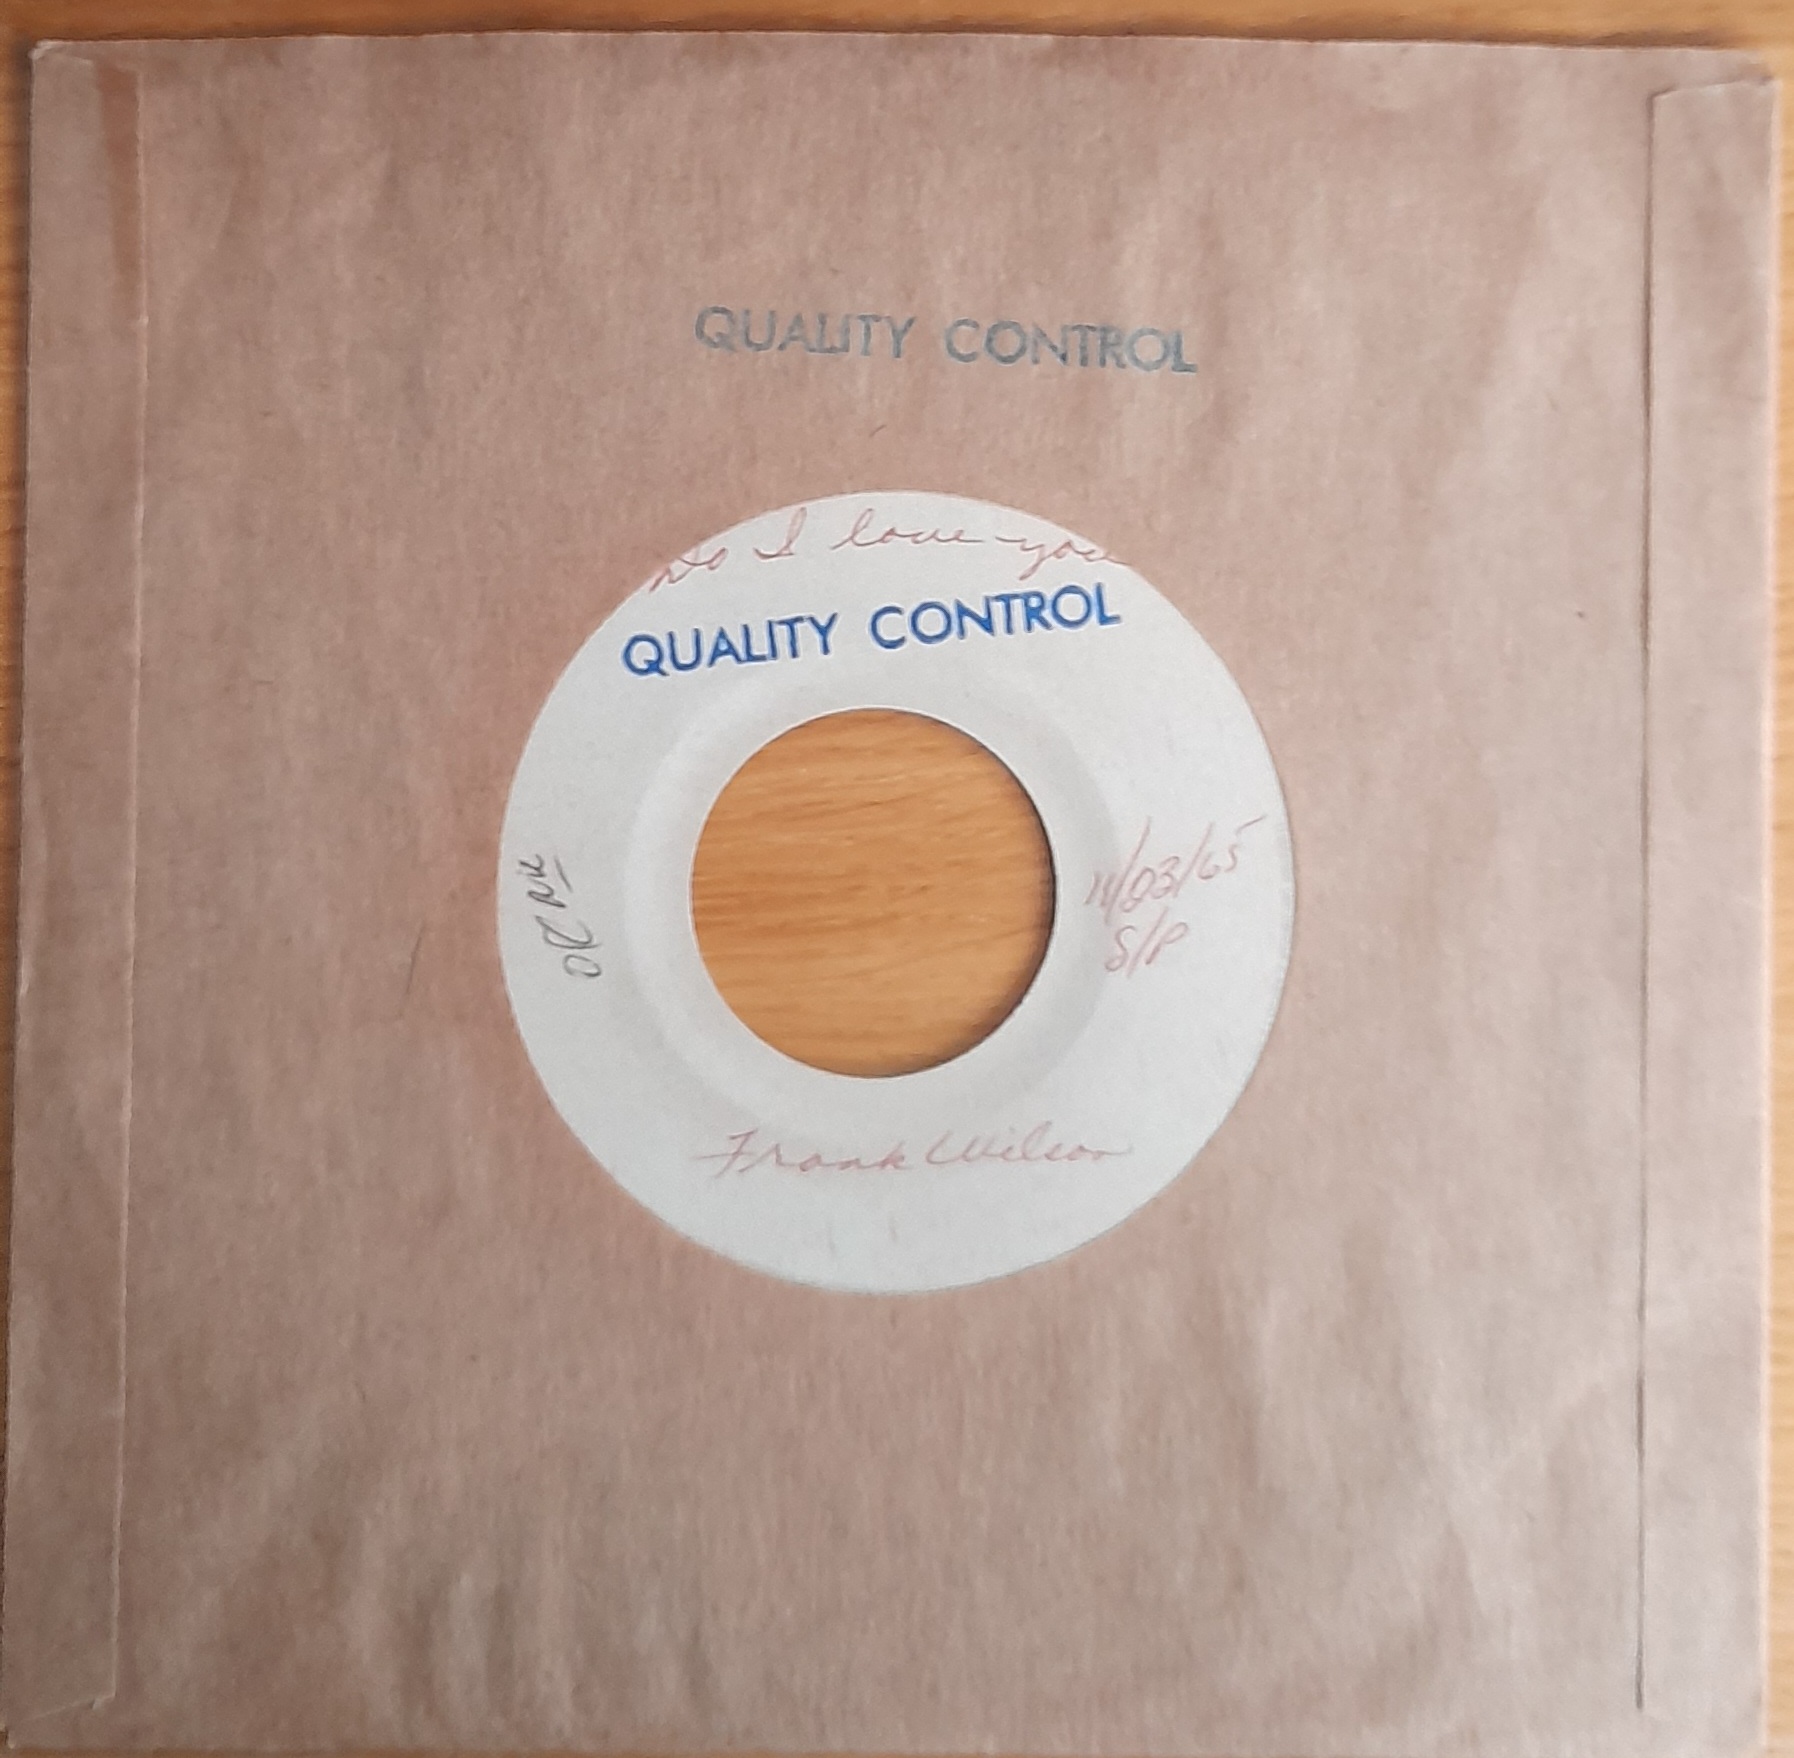 QUALITY CONTROL
Do I love you
QUALITY CONTROL
11/03/65
S/P
Frank Wilson